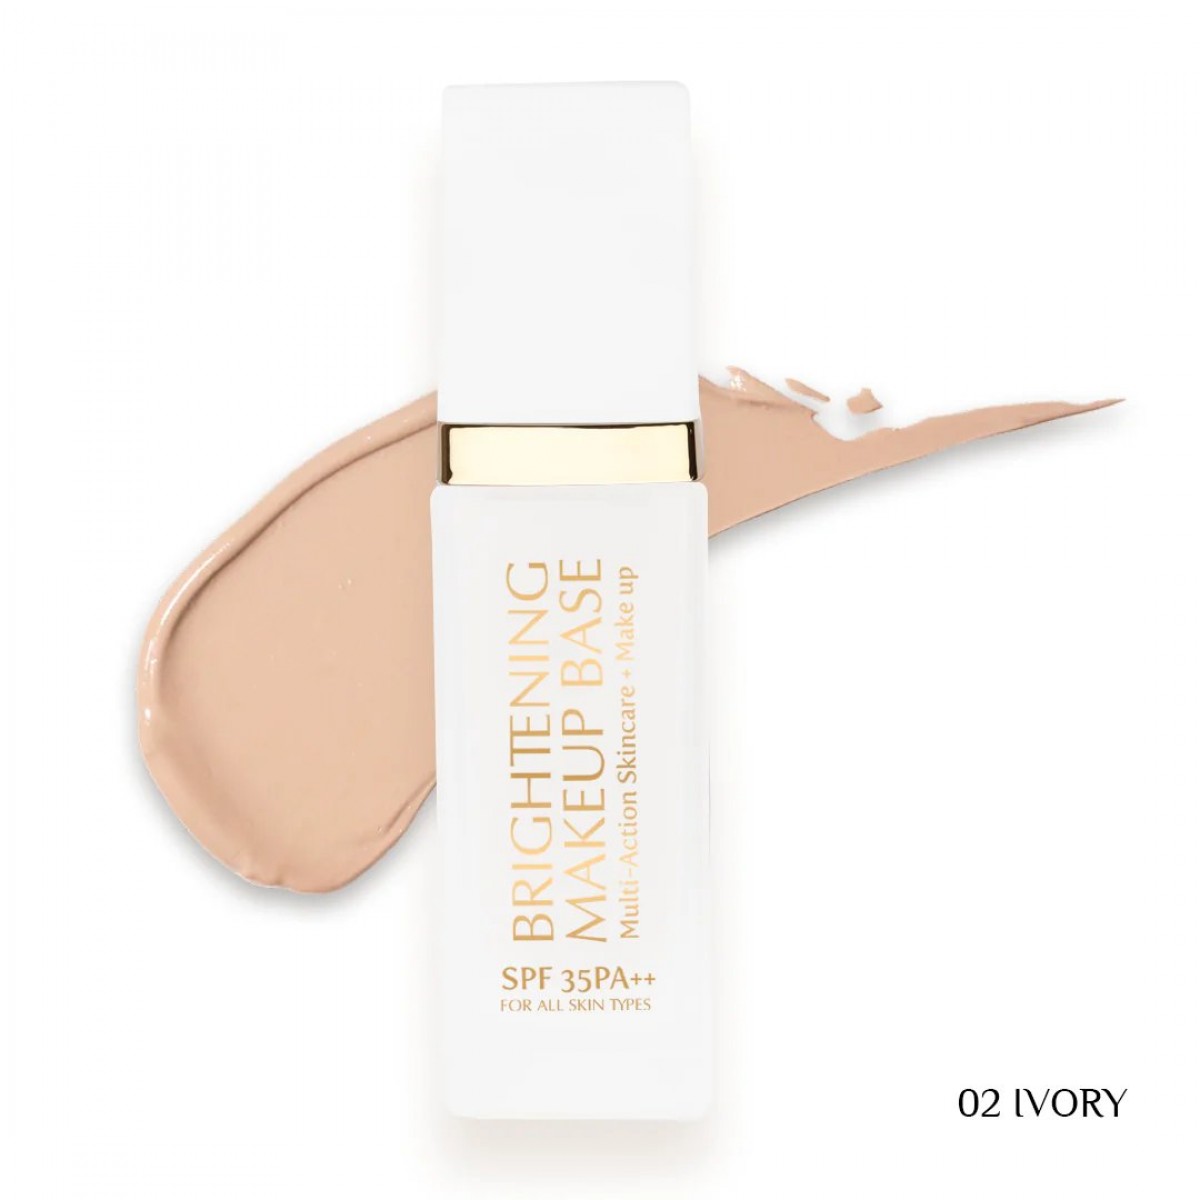 BRIGHTENING
MAKEUP BASE
Multi-Action Skincare + Make up
SPF 35PA++
FOR ALL SKIN TYPES
02 IVORY